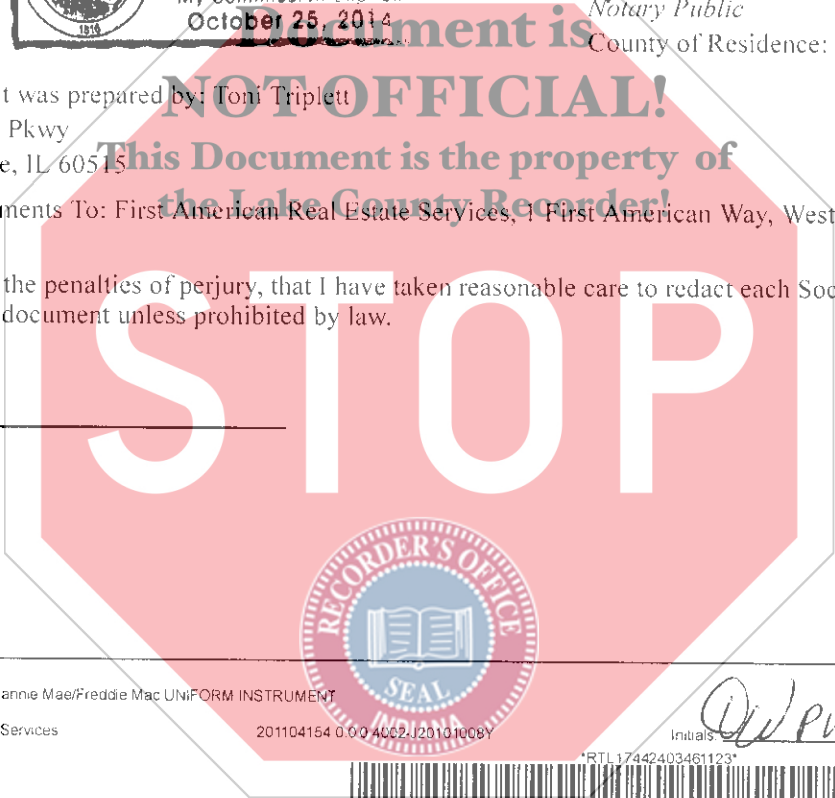 October 25, 2014
1816
Notary Public
County of Residence:
Document is
NOT OFFICIAL!
This Document is the property of
the Lake County Recorder!
t was prepared by: Toni Triplett
Pkwy
e, IL 60515
ments To: First American Real Estate Services, 1 First American Way, West
the penalties of perjury, that I have taken reasonable care to redact each Soc
document unless prohibited by law.
STOP
RECORDER'S OFFICE
SEAL
INDIANA
annie Mae/Freddie Mac UNIFORM INSTRUMENT
Services
201104154 0.0.0.4002-J20101008Y
Initials:
*RTL17442403461123*